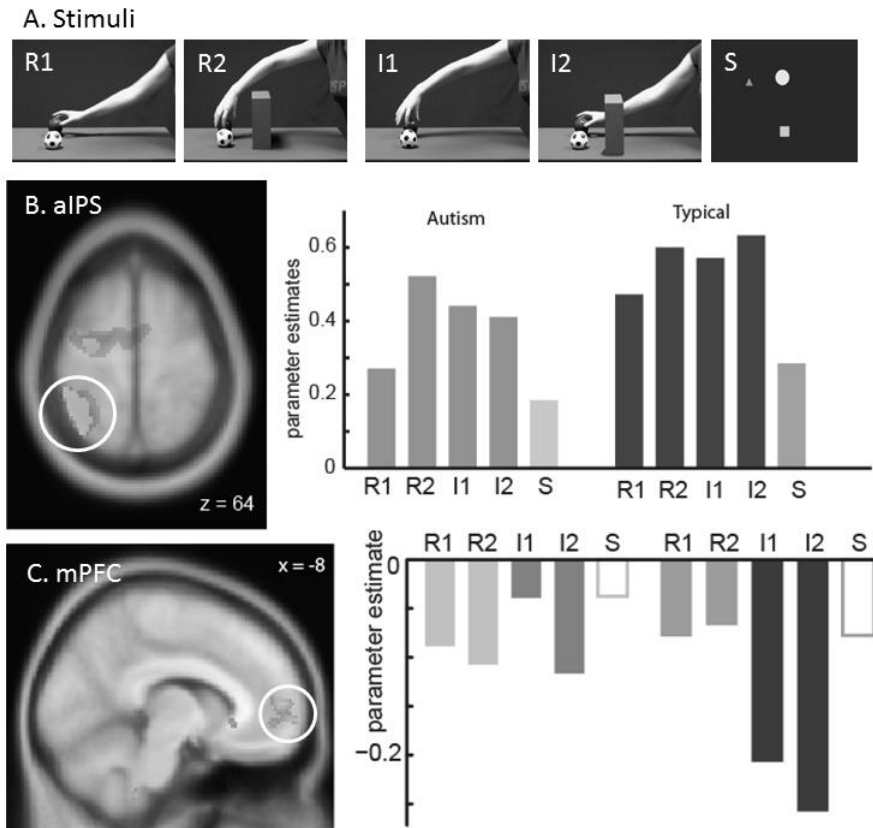 A. Stimuli
R1 R2 I1 I2 S
B. aIPS
z = 64
Autism Typical
parameter estimates
0.6
0.4
0.2
0
R1 R2 I1 I2 S R1 R2 I1 I2 S
C. mPFC
x = -8
R1 R2 I1 I2 S R1 R2 I1 I2 S
parameter estimate
0
−0.2